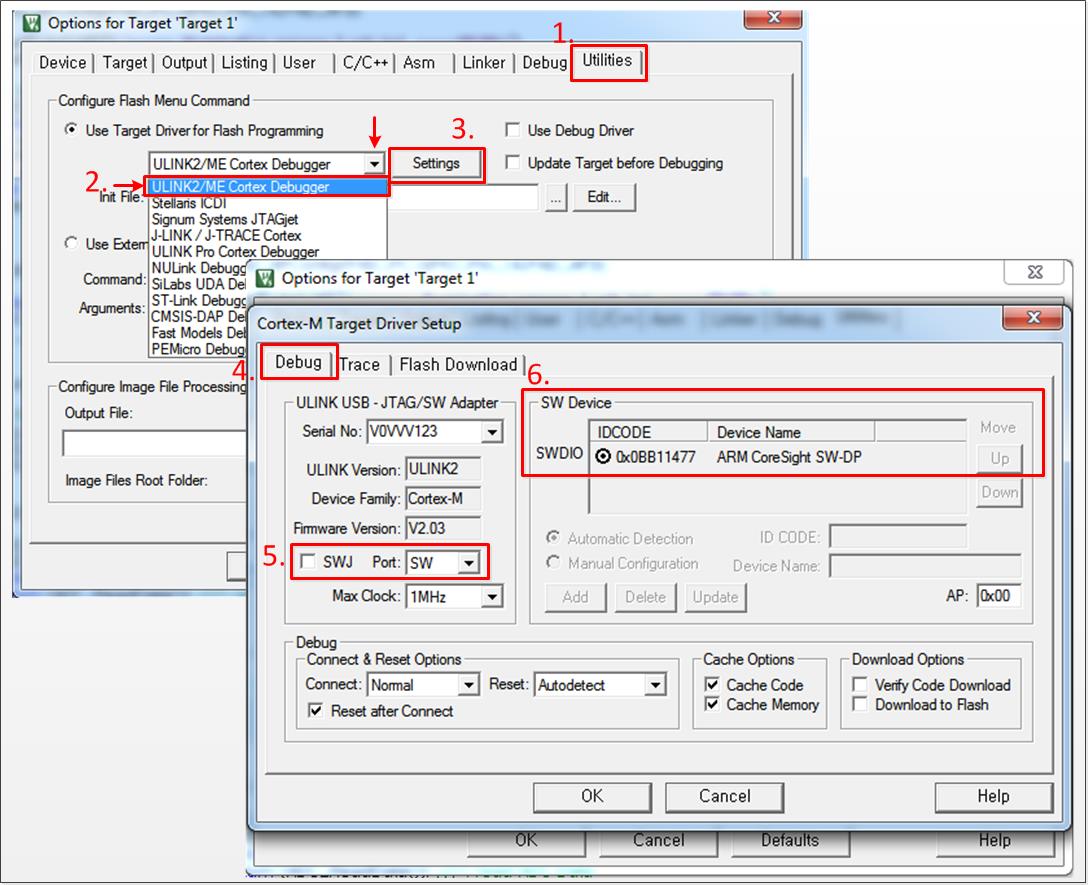 Options for Target 'Target 1'
1.
Device Target Output Listing User C/C++ Asm Linker Debug Utilities
Configure Flash Menu Command
Use Target Driver for Flash Programming
3.
Use Debug Driver
ULINK2/ME Cortex Debugger
Settings
Update Target before Debugging
2.
ULINK2/ME Cortex Debugger
Init File:
...
Edit...
Stellaris ICDI
Signum Systems JTAGjet
J-LINK / J-TRACE Cortex
Use Extern
ULINK Pro Cortex Debugger
NULink Debugg
Command:
SiLabs UDA De
ST-Link Debugg
Arguments:
CMSIS-DAP De
Fast Models Deb
PEMicro Debugg
Configure Image File Processing
Output File:
Image Files Root Folder:
Options for Target 'Target 1'
Cortex-M Target Driver Setup
4.
Debug Trace Flash Download
6.
ULINK USB - JTAG/SW Adapter
Serial No: V0VVV123
ULINK Version: ULINK2
Device Family: Cortex-M
Firmware Version: V2.03
5.
SWJ Port: SW
Max Clock: 1MHz
SW Device
IDCODE Device Name
SWDIO 0x0BB11477 ARM CoreSight SW-DP
Move
Up
Down
Automatic Detection ID CODE:
Manual Configuration Device Name:
Add Delete Update AP: 0x00
Debug
Connect & Reset Options
Connect: Normal Reset: Autodetect
Reset after Connect
Cache Options
Cache Code
Cache Memory
Download Options
Verify Code Download
Download to Flash
OK Cancel Help
OK Cancel Defaults Help